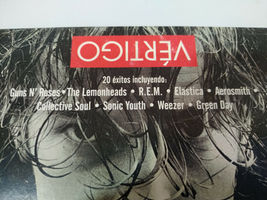 VÉRTIGO
20 éxitos incluyendo:
Guns N' Roses • The Lemonheads • R.E.M. • Elastica • Aerosmith •
Collective Soul • Sonic Youth • Weezer • Green Day